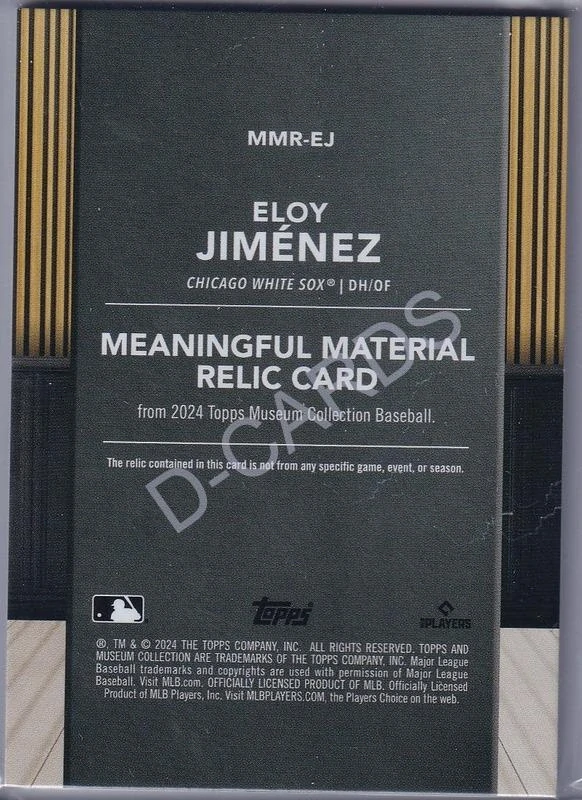 MMR-EJ
ELOY
JIMÉNEZ
CHICAGO WHITE SOX® | DH/OF
MEANINGFUL MATERIAL
RELIC CARD
from 2024 Topps Museum Collection Baseball.
The relic contained in this card is not from any specific game, event, or season.
D-CARDS
topps
MLB PLAYERS
®, TM & © 2024 THE TOPPS COMPANY, INC. ALL RIGHTS RESERVED. TOPPS AND
MUSEUM COLLECTION ARE TRADEMARKS OF THE TOPPS COMPANY, INC. Major League
Baseball trademarks and copyrights are used with permission of Major League
Baseball. Visit MLB.com. OFFICIALLY LICENSED PRODUCT OF MLB. Officially Licensed
Product of MLB Players, Inc. Visit MLBPLAYERS.COM, the Players Choice on the web.